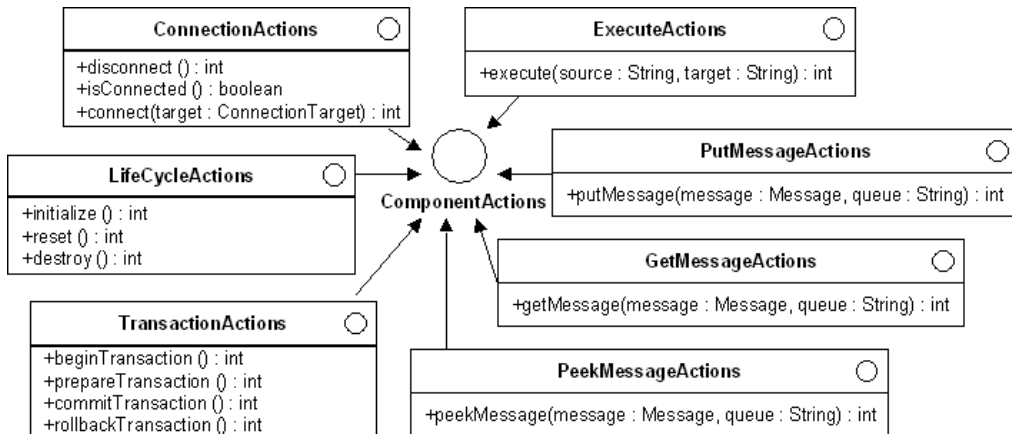 ConnectionActions
+disconnect () : int
+isConnected () : boolean
+connect(target : ConnectionTarget) : int
ExecuteActions
+execute(source : String, target : String) : int
ComponentActions
LifeCycleActions
+initialize () : int
+reset () : int
+destroy () : int
PutMessageActions
+putMessage(message : Message, queue : String) : int
GetMessageActions
+getMessage(message : Message, queue : String) : int
TransactionActions
+beginTransaction () : int
+prepareTransaction () : int
+commitTransaction () : int
+rollbackTransaction () : int
PeekMessageActions
+peekMessage(message : Message, queue : String) : int